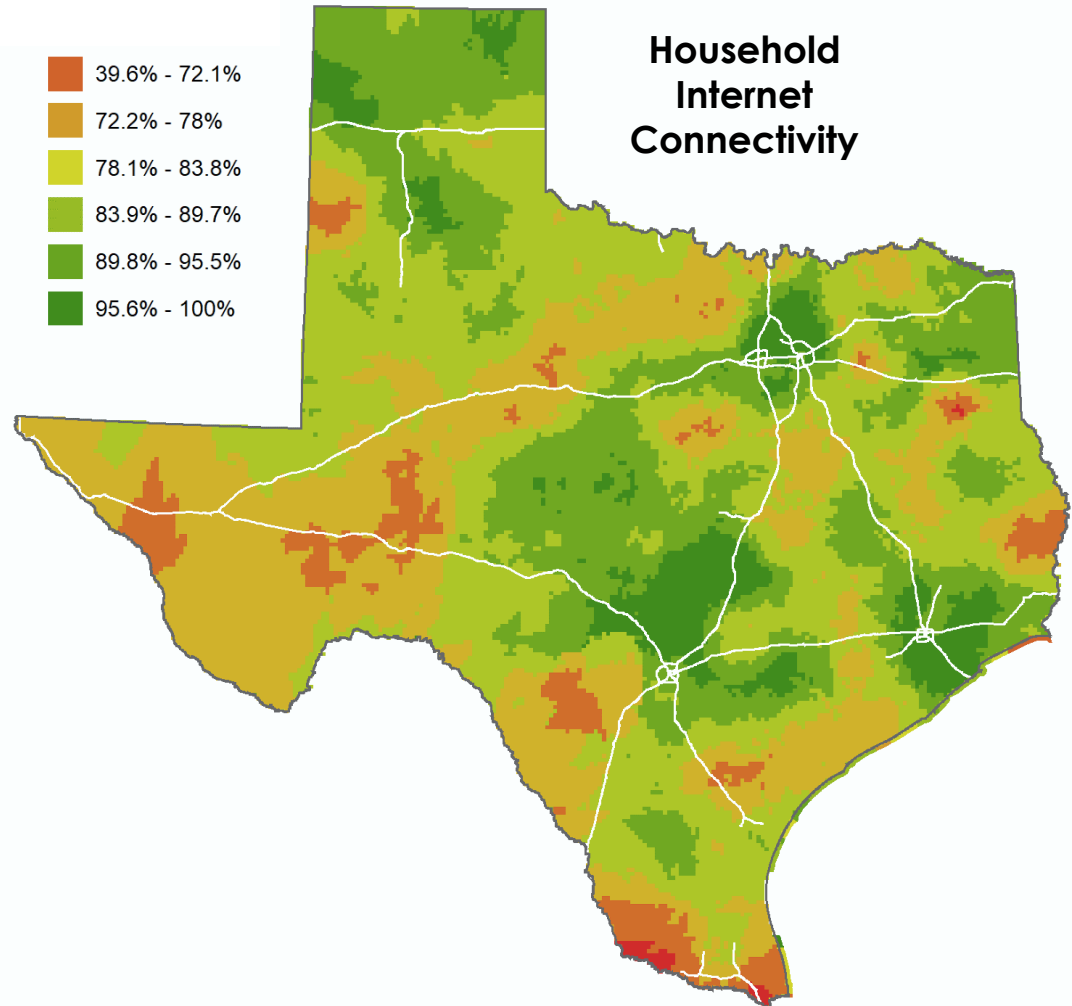 Household
Internet
Connectivity
39.6% - 72.1%
72.2% - 78%
78.1% - 83.8%
83.9% - 89.7%
89.8% - 95.5%
95.6% - 100%